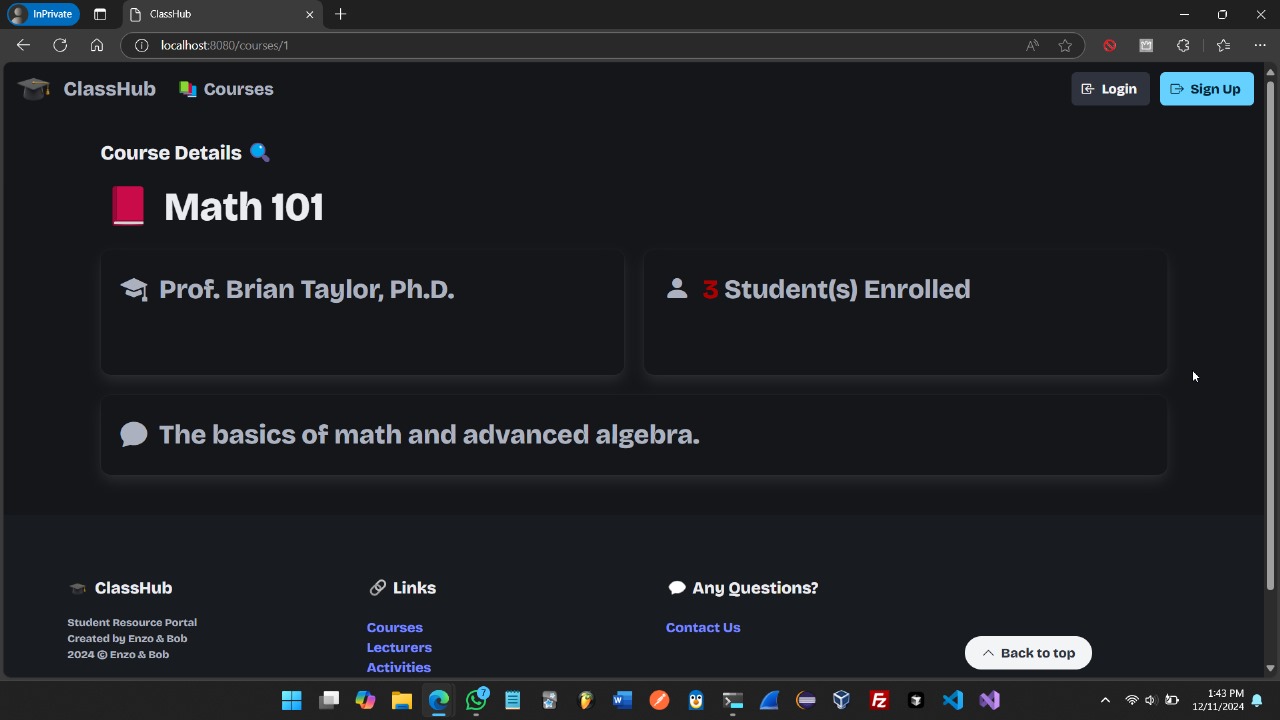 InPrivate
ClassHub
localhost:8080/courses/1
ClassHub
Courses
Login
Sign Up
Course Details
Math 101
Prof. Brian Taylor, Ph.D.
3 Student(s) Enrolled
The basics of math and advanced algebra.
ClassHub
Student Resource Portal
Created by Enzo & Bob
2024 © Enzo & Bob
Links
Courses
Lecturers
Activities
Any Questions?
Contact Us
Back to top
7
1:43 PM
12/11/2024